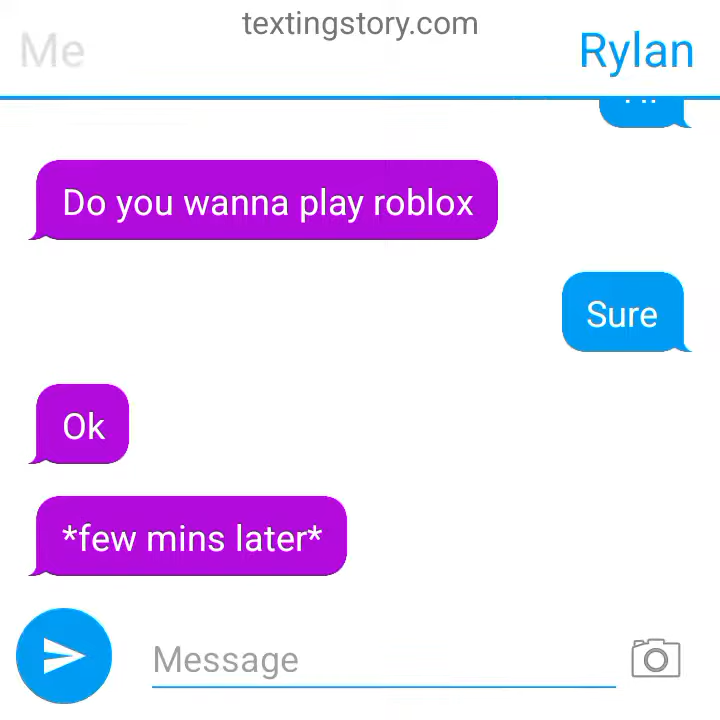 textingstory.com
Me
Rylan
Do you wanna play roblox
Sure
Ok
*few mins later*
Message